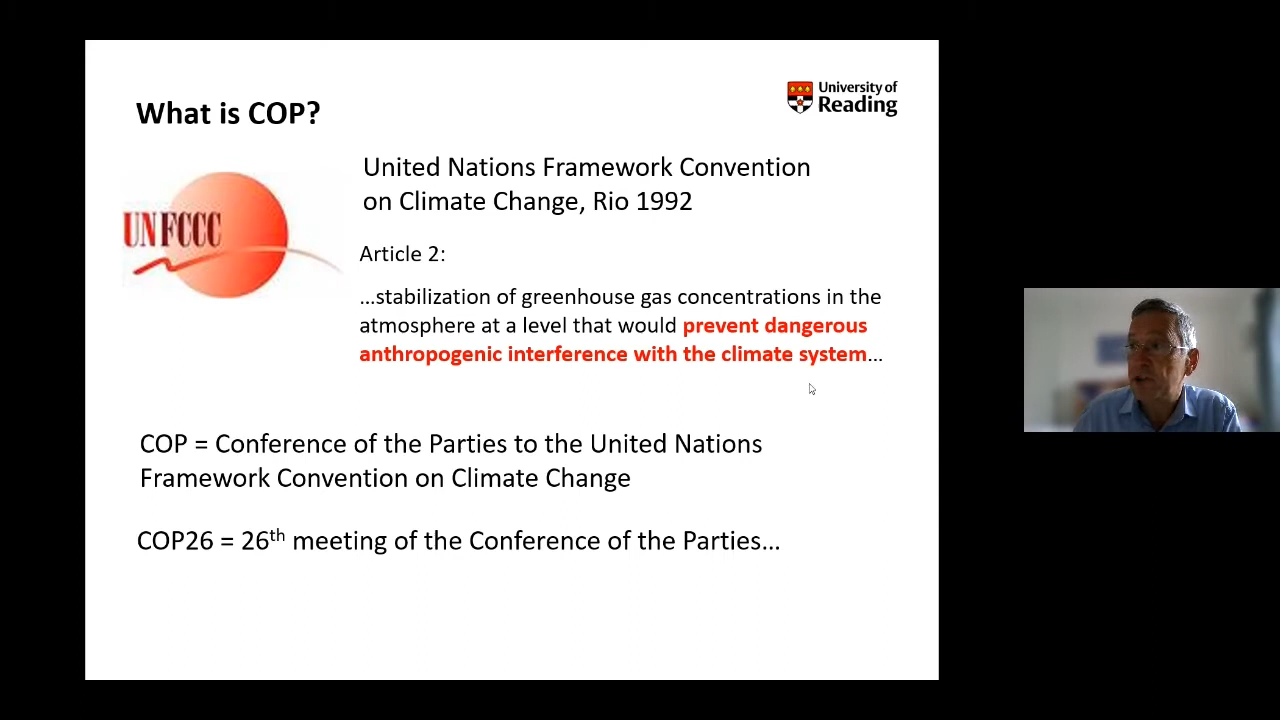 What is COP?
University of
Reading
UNFCCC
United Nations Framework Convention
on Climate Change, Rio 1992
Article 2:
...stabilization of greenhouse gas concentrations in the
atmosphere at a level that would prevent dangerous
anthropogenic interference with the climate system...
COP = Conference of the Parties to the United Nations
Framework Convention on Climate Change
COP26 = 26th meeting of the Conference of the Parties...